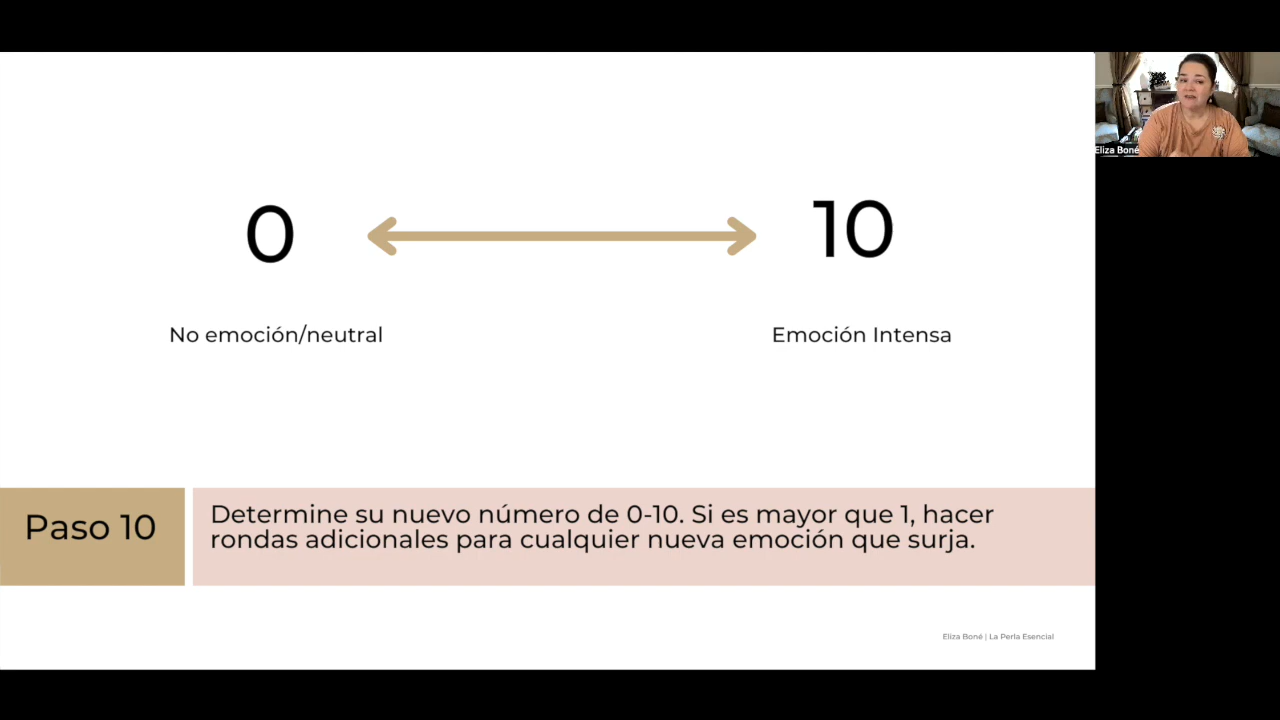 0
10
No emoción/neutral
Emoción Intensa
Paso 10
Determine su nuevo número de 0-10. Si es mayor que 1, hacer
rondas adicionales para cualquier nueva emoción que surja.
Eliza Boné | La Perla Esencial
Eliza Boné